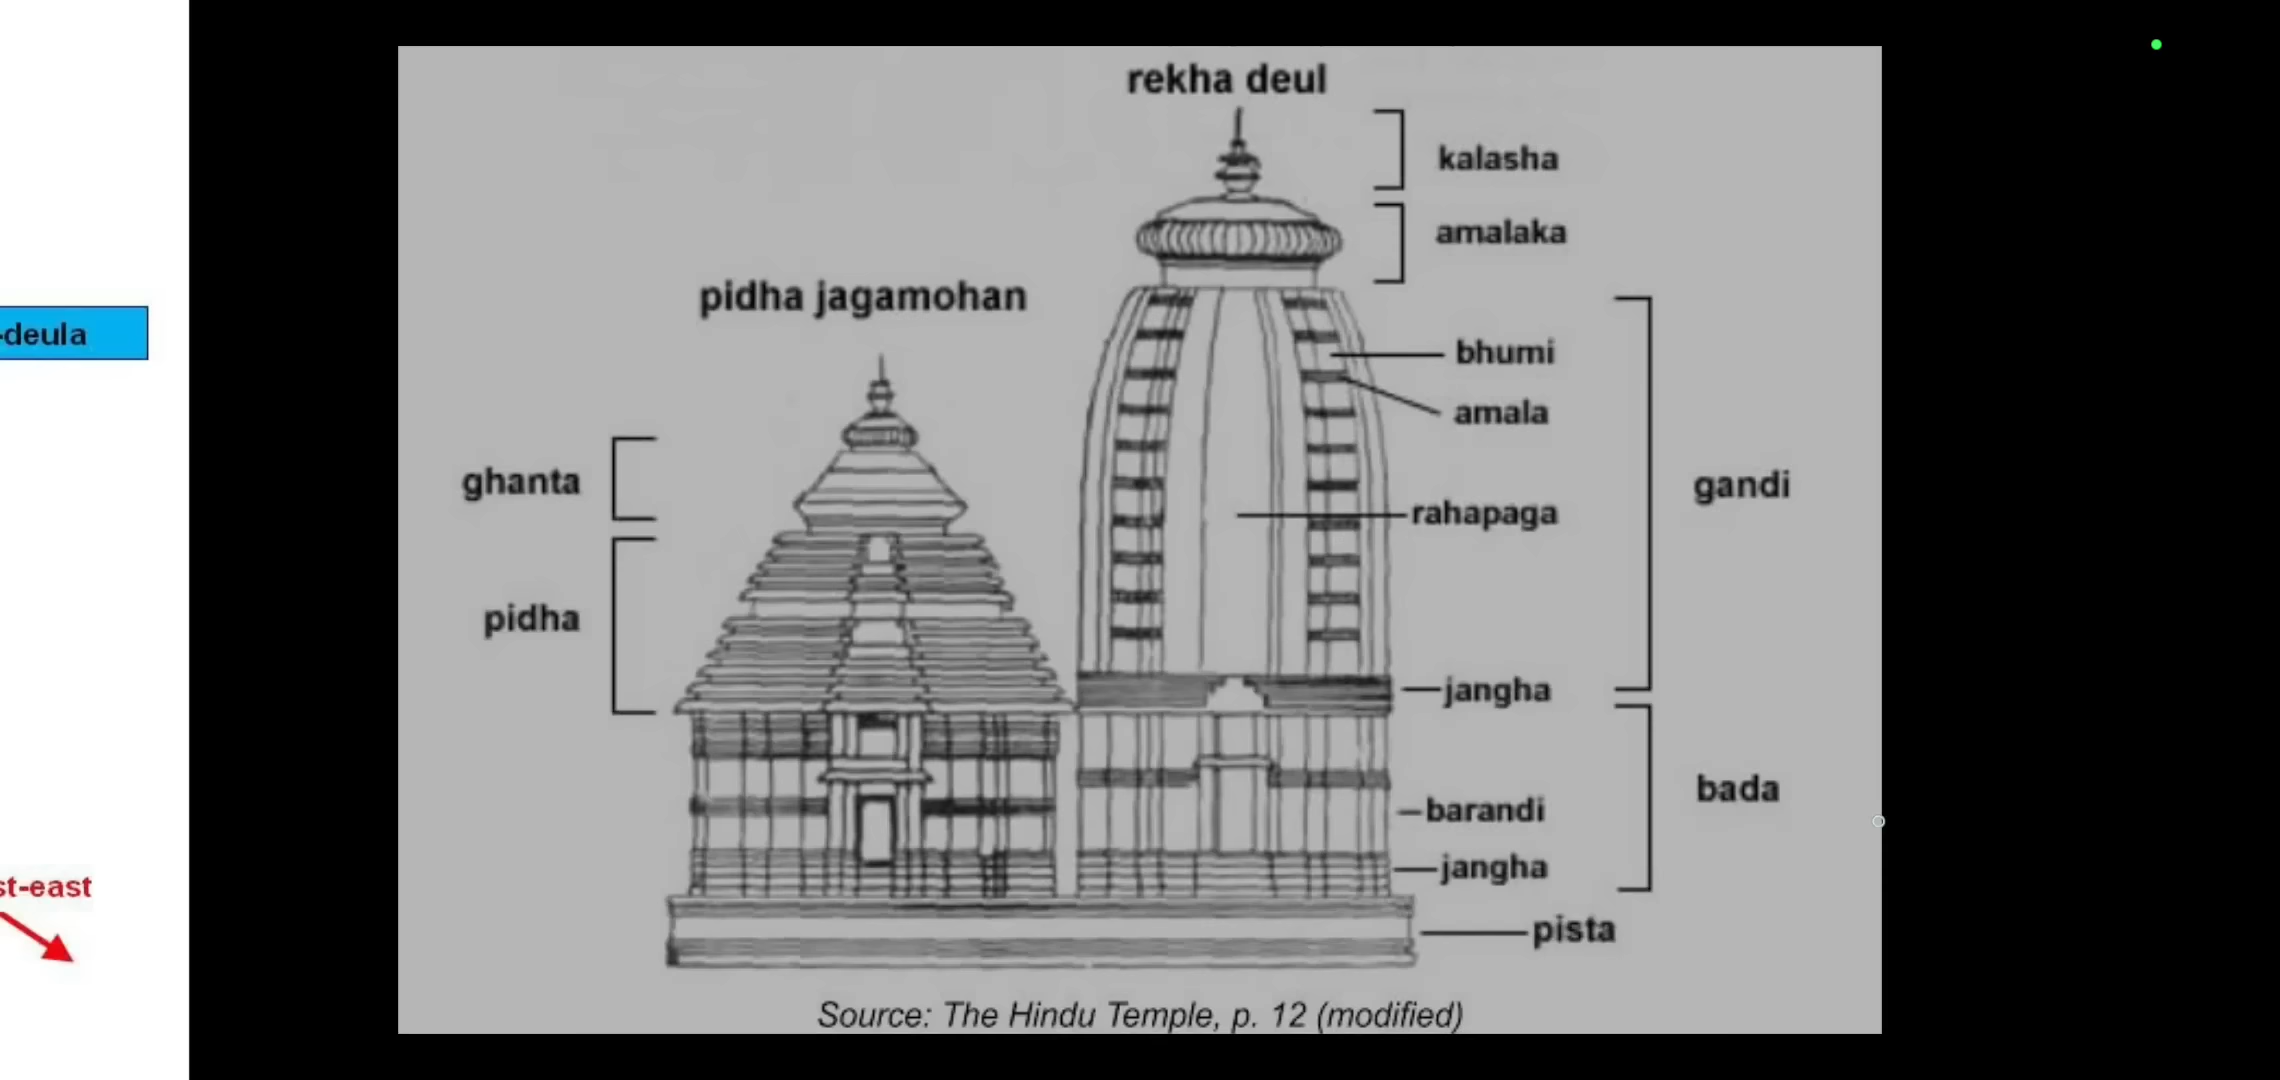 -deula
st-east
rekha deul
kalasha
amalaka
pidha jagamohan
bhumi
amala
ghanta
gandi
rahapaga
pidha
jangha
bada
barandi
jangha
pista
Source: The Hindu Temple, p. 12 (modified)